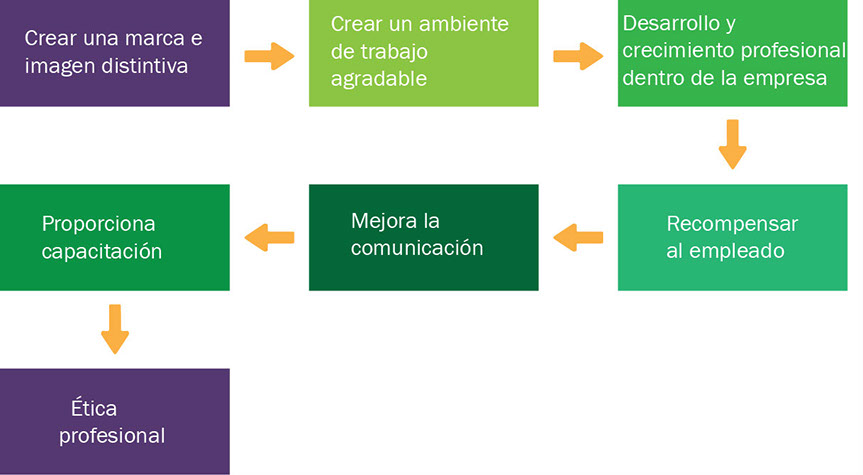 Crear una marca e
imagen distintiva
Crear un ambiente
de trabajo
agradable
Desarrollo y
crecimiento profesional
dentro de la empresa
Recompensar
al empleado
Mejora la
comunicación
Proporciona
capacitación
Ética
profesional